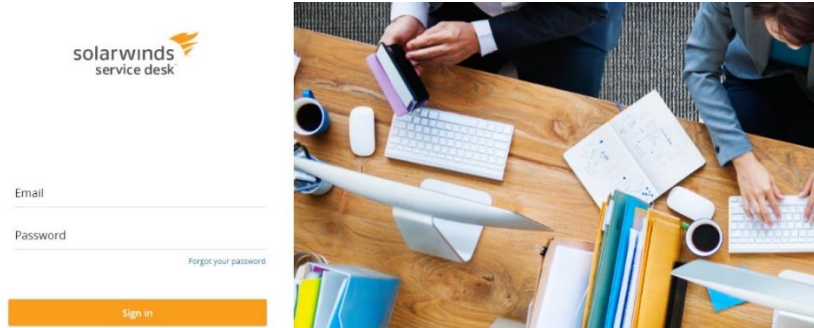 solarwinds
service desk
Email
Password
Forgot your password
Sign in